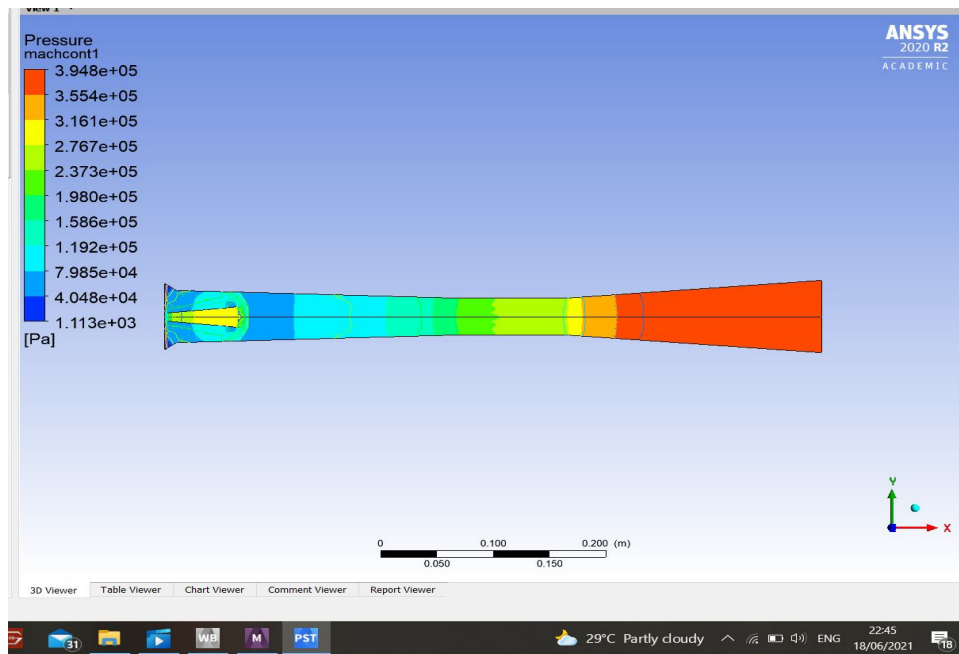 View 1
Pressure
machcont1
3.948e+05
3.554e+05
3.161e+05
2.767e+05
2.373e+05
1.980e+05
1.586e+05
1.192e+05
7.985e+04
4.048e+04
1.113e+03
[Pa]
ANSYS
2020 R2
ACADEMIC
Y
X
0 0.100 0.200 (m)
0.050 0.150
3D Viewer Table Viewer Chart Viewer Comment Viewer Report Viewer
31 WB M PST 29°C Partly cloudy ENG 22:45
18/06/2021 18